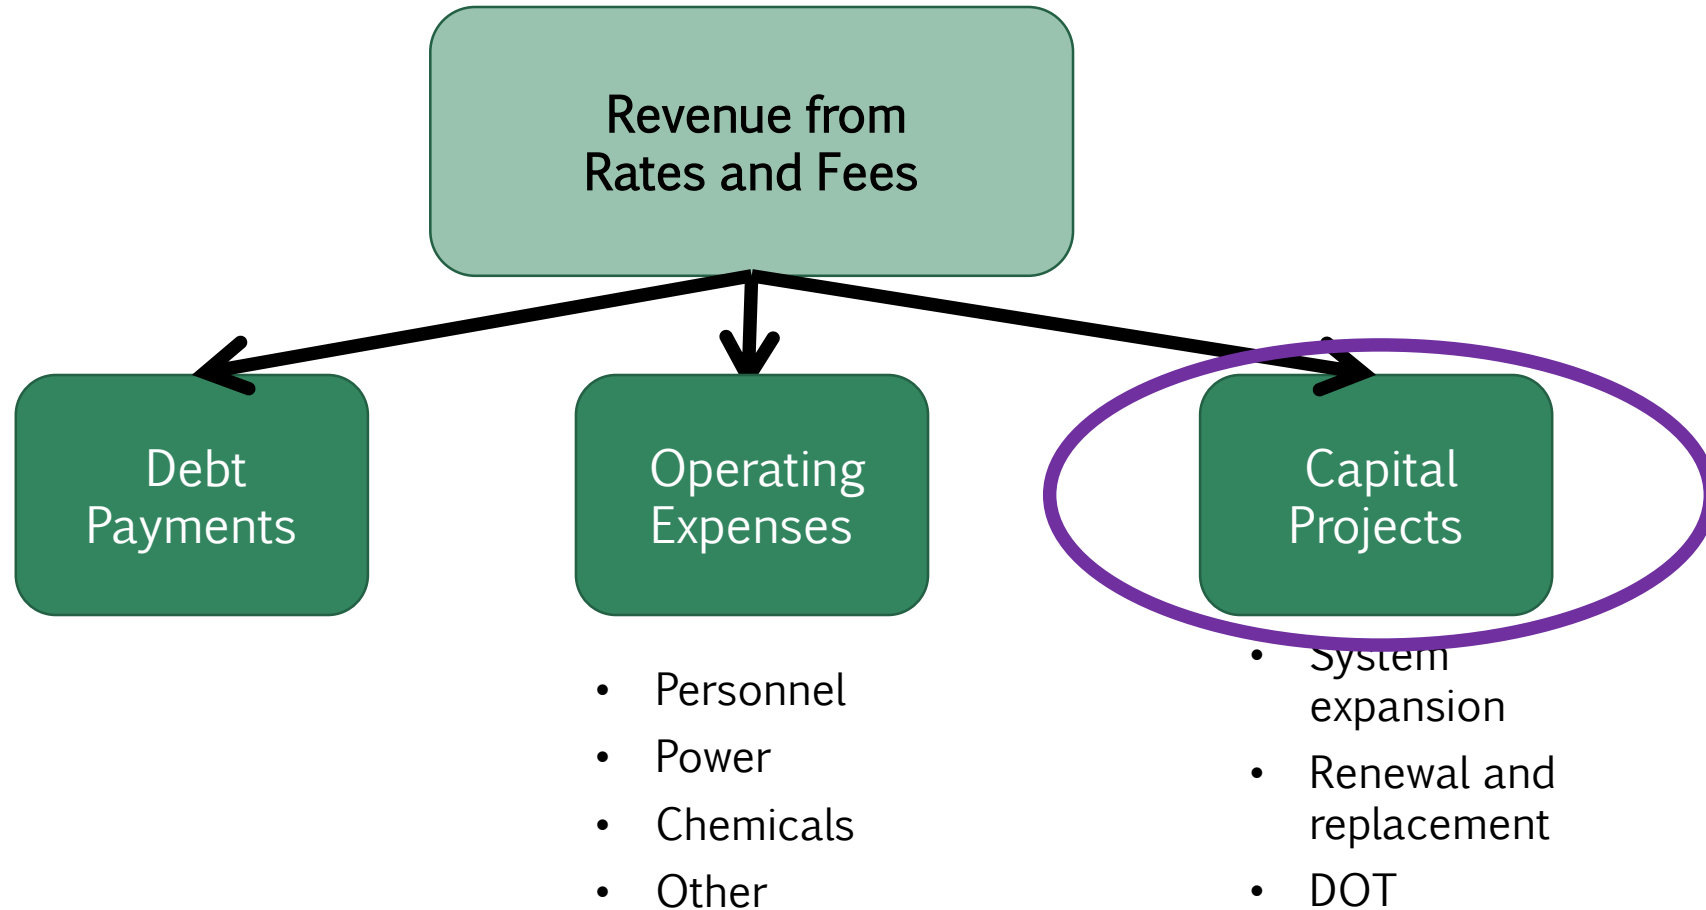 Revenue from
Rates and Fees
Debt
Payments
Operating
Expenses
Capital
Projects
• Personnel
• Power
• Chemicals
• Other
• System
expansion
• Renewal and
replacement
• DOT